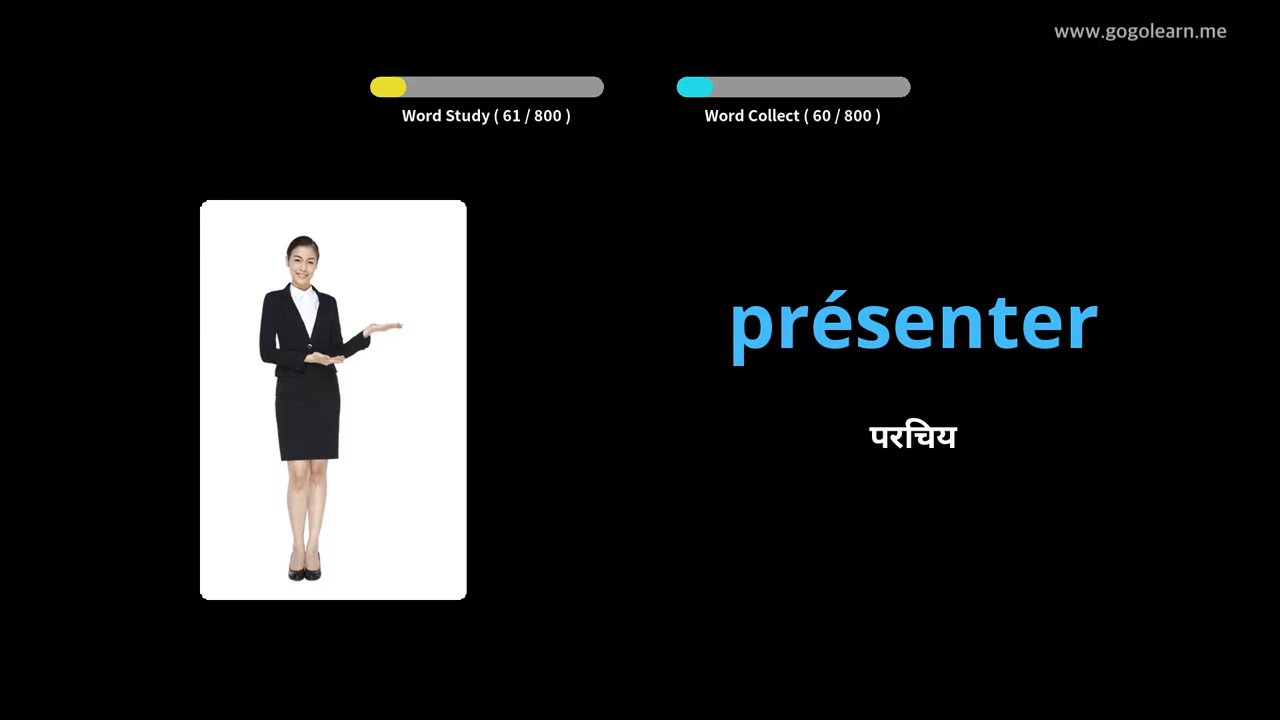 www.gogolearn.me
Word Study ( 61 / 800 )
Word Collect ( 60 / 800 )
présenter
परिचय